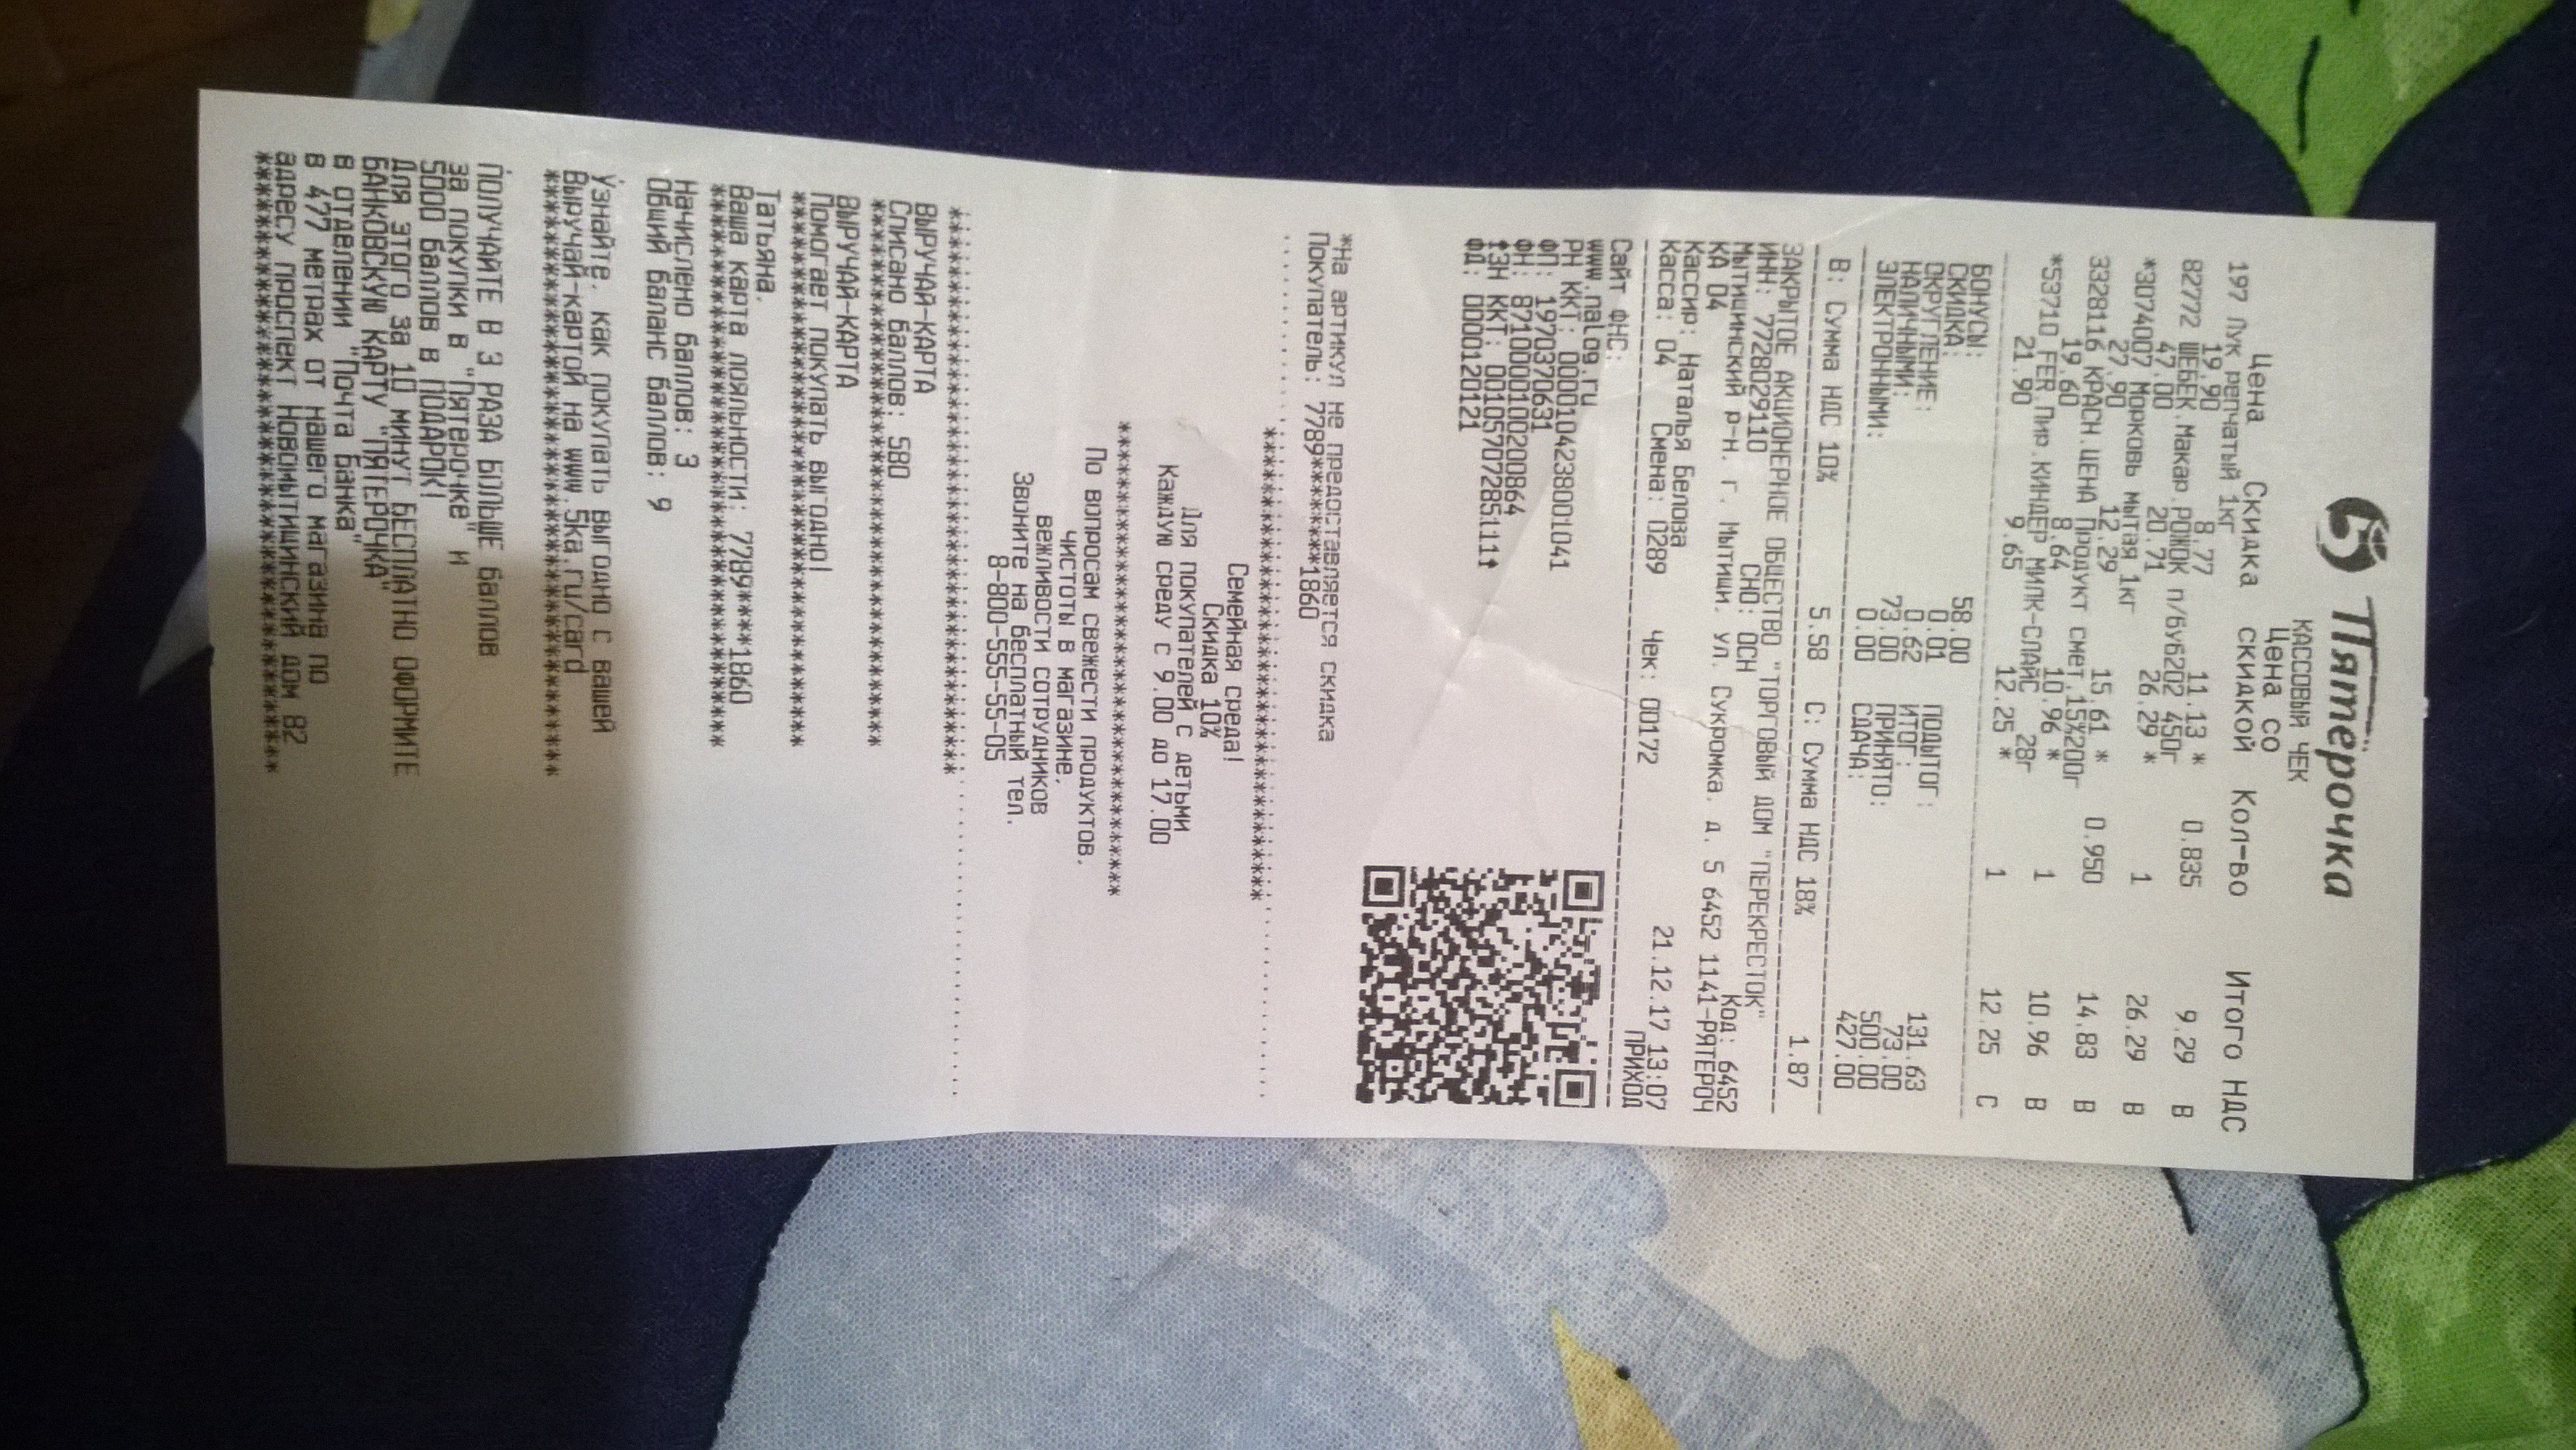 Пятёрочка
КАССОВЫЙ ЧЕК
Цена Скидка Цена со скидкой Кол-во Итого НДС
197 Лук репчатый 1кг
19.90 8.77 11.13 * 0.835 9.29 В
82772 ШЕБЕК.Макар.РОЖОК п/бу6202 450г
47.00 20.71 26.29 * 1 26.29 В
*3074007 Морковь мытая 1кг
27.90 12.29 15.61 * 0.950 14.83 В
3328116 КРАСН.ЦЕНА Продукт смет.15%200г
19.60 8.64 10.96 * 1 10.96 В
*53710 FER.Пир.КИНДЕР МИЛК-СЛАЙС 28г
21.90 9.65 12.25 * 1 12.25 С
БОНУСЫ: 58.00
СКИДКА: 0.01 ПОДЫТОГ: 131.63
ОКРУГЛЕНИЕ: 0.62 ИТОГ: 73.00
НАЛИЧНЫМИ: 73.00 ПРИНЯТО: 500.00
ЭЛЕКТРОННЫМИ: 0.00 СДАЧА: 427.00
В: Сумма НДС 10% 5.58 С: Сумма НДС 18% 1.87
ЗАКРЫТОЕ АКЦИОНЕРНОЕ ОБЩЕСТВО "ТОРГОВЫЙ ДОМ "ПЕРЕКРЕСТОК"
ИНН: 7728029110 СНО: ОСН Код: 6452
Мытищинский р-н. г. Мытищи. ул. Сукромка. д. 5 6452 1141-РЯТЕРОЧ
КА 04
Кассир: Наталья Белова 21.12.17 13:07
Касса: 04 Смена: 0289 Чек: 00172 ПРИХОД
Сайт ФНС:
www.nalog.ru
РН ККТ: 0000104238001041
ФП: 1970370631
ФН: 8710000100200864
ЗН ККТ: 00105707285111
ФД: 0000120121
*На артикул не предоставляется скидка
Покупатель: 7789********1860
****************************************
Семейная среда!
Скидка 10%
Для покупателей с детьми
каждую среду с 9.00 до 17.00
****************************************
По вопросам свежести продуктов,
чистоты в магазине,
вежливости сотрудников
Звоните на бесплатный тел.
8-800-555-55-05
****************************************
ВЫРУЧАЙ-КАРТА
Списано баллов: 580
****************************************
ВЫРУЧАЙ-КАРТА
Помогает покупать выгодно!
****************************************
Татьяна.
Ваша карта лояльности: 7789****1860
****************************************
Начислено баллов: 3
Общий баланс баллов: 9
Узнайте. как покупать выгодно с вашей
Выручай-картой на www.5ka.ru/card
****************************************
ПОЛУЧАЙТЕ В 3 РАЗА БОЛЬШЕ баллов
за покупки в "Пятерочке" и
5000 баллов в ПОДАРОК!
Для этого за 10 минут БЕСПЛАТНО ОФОРМИТЕ
БАНКОВСКУЮ КАРТУ "ПЯТЕРОЧКА"
в отделении "Почта банка"
в 477 метрах от нашего магазина по
адресу проспект Новомытищинский дом 82
****************************************